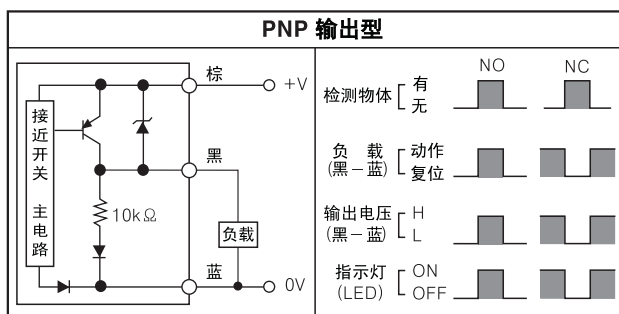 PNP 输出型
棕
+V
接近开关 主电路
黑
10kΩ
负载
蓝
0V
NO
NC
检测物体
有
无
负 载
(黑-蓝)
动作
复位
输出电压
(黑-蓝)
H
L
指示灯
(LED)
ON
OFF